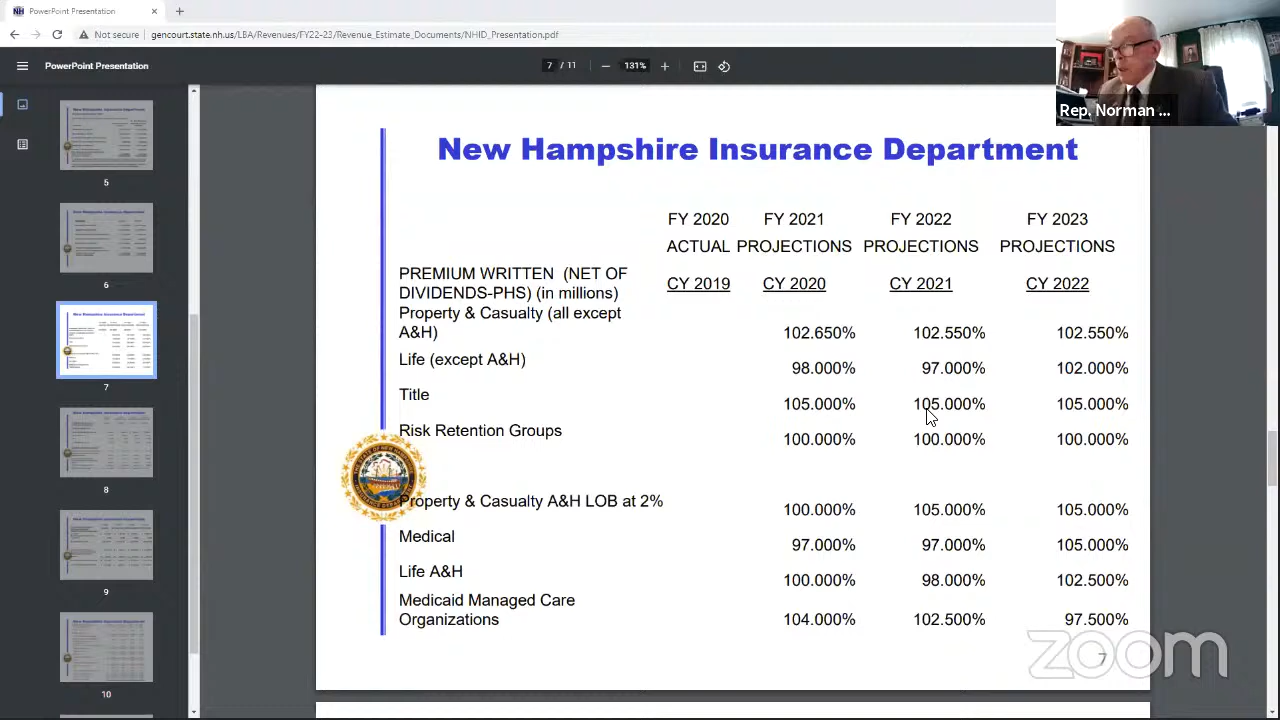 PowerPoint Presentation
Not secure | gencourt.state.nh.us/LBA/Revenues/FY22-23/Revenue_Estimate_Documents/NHID_Presentation.pdf
PowerPoint Presentation
7 / 11
131%
Rep. Norman ...
5
6
7
8
9
10
New Hampshire Insurance Department
FY 2020 FY 2021 FY 2022 FY 2023
ACTUAL PROJECTIONS PROJECTIONS PROJECTIONS
PREMIUM WRITTEN (NET OF
DIVIDENDS-PHS) (in millions) CY 2019 CY 2020 CY 2021 CY 2022
Property & Casualty (all except
A&H) 102.650% 102.550% 102.550%
Life (except A&H) 98.000% 97.000% 102.000%
Title 105.000% 105.000% 105.000%
Risk Retention Groups 100.000% 100.000% 100.000%
Property & Casualty A&H LOB at 2% 100.000% 105.000% 105.000%
Medical 97.000% 97.000% 105.000%
Life A&H 100.000% 98.000% 102.500%
Medicaid Managed Care
Organizations 104.000% 102.500% 97.500%
7
zoom